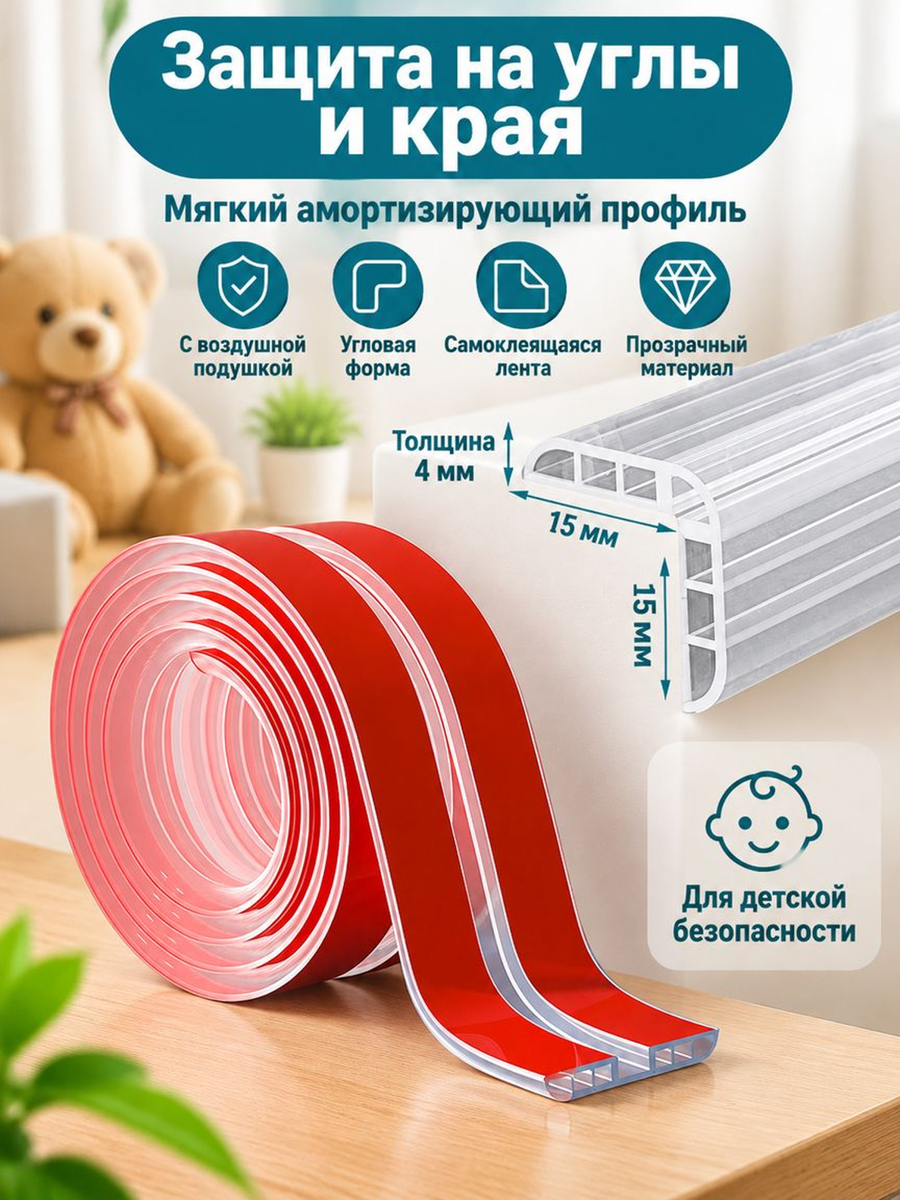 Защита на углы
и края
Мягкий амортизирующий профиль
С воздушной
подушкой
Угловая
форма
Самоклеящаяся
лента
Прозрачный
материал
Толщина
4 мм
15 мм
15 мм
Для детской
безопасности